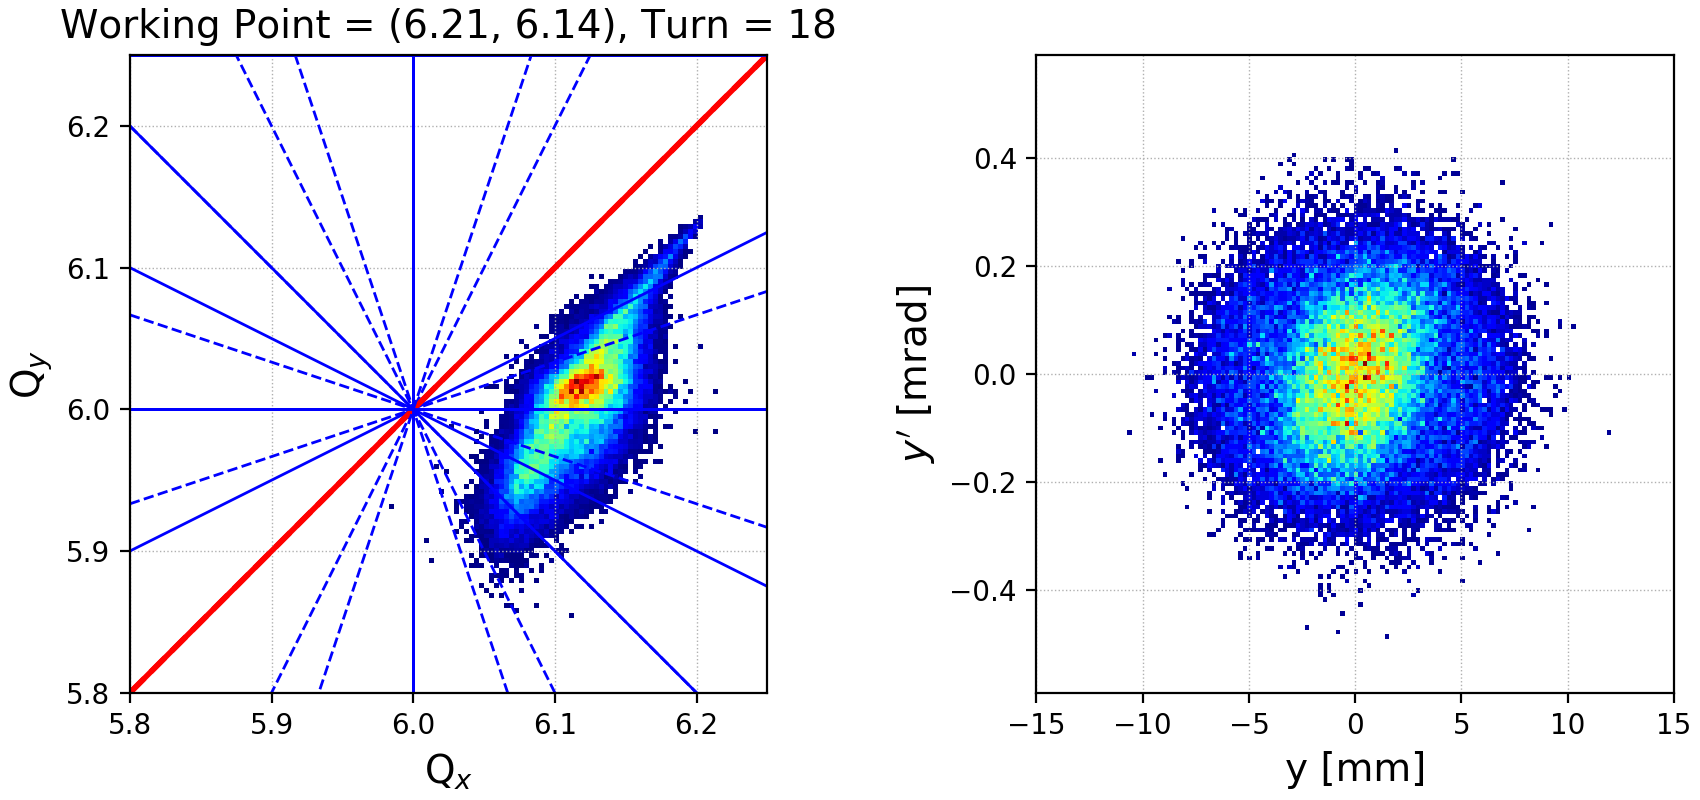 Working Point = (6.21, 6.14), Turn = 18
6.2
6.1
6.0
5.9
5.8
Qy
5.8 5.9 6.0 6.1 6.2
Qx
0.4
0.2
0.0
−0.2
−0.4
y′ [mrad]
−15 −10 −5 0 5 10 15
y [mm]